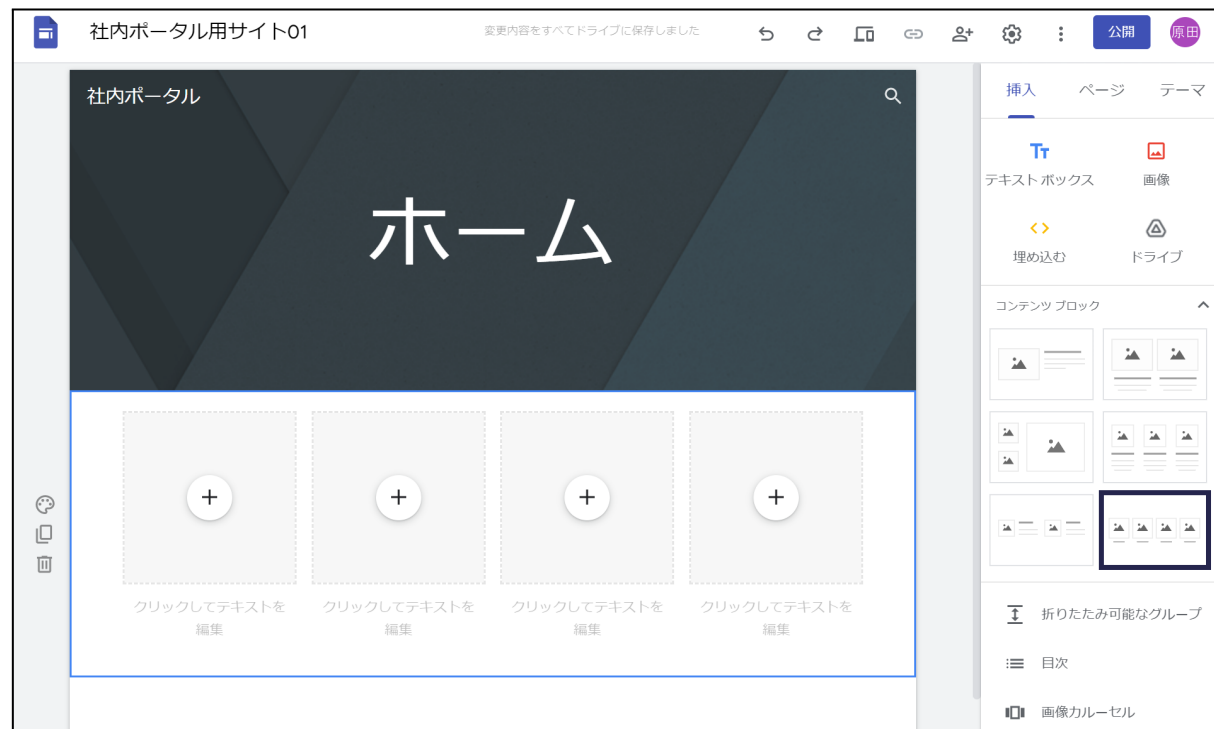 社内ポータル用サイト01
変更内容をすべてドライブに保存しました
公開
原田
社内ポータル
ホーム
クリックしてテキストを
編集
クリックしてテキストを
編集
クリックしてテキストを
編集
クリックしてテキストを
編集
挿入
ページ
テーマ
Tт
テキスト ボックス
画像
埋め込む
ドライブ
コンテンツ ブロック
折りたたみ可能なグループ
目次
画像カルーセル